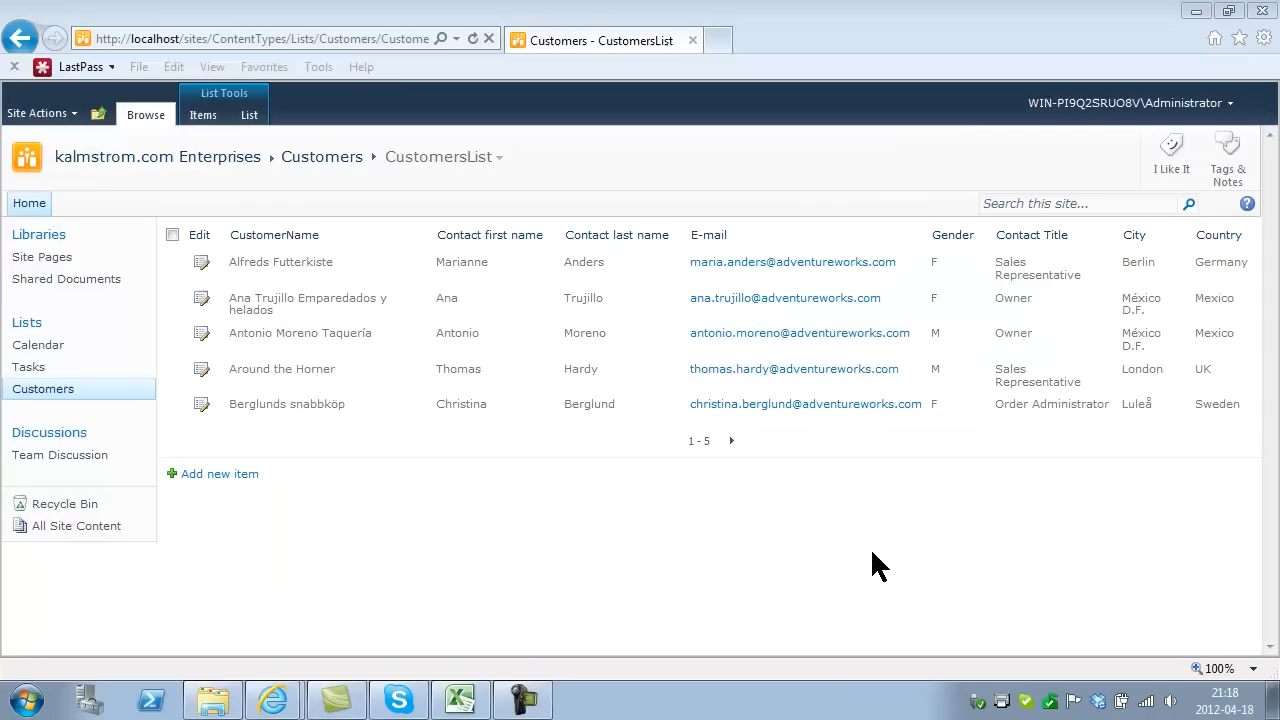 http://localhost/sites/ContentTypes/Lists/Customers/Custome
Customers - CustomersList
LastPass File Edit View Favorites Tools Help
List Tools
Site Actions Browse Items List
WIN-PI9Q2SRUO8V\Administrator
kalmstrom.com Enterprises Customers CustomersList
I Like It
Tags & Notes
Home
Search this site...
Libraries
Site Pages
Shared Documents
Lists
Calendar
Tasks
Customers
Discussions
Team Discussion
Recycle Bin
All Site Content
Edit CustomerName Contact first name Contact last name E-mail Gender Contact Title City Country
Alfreds Futterkiste Marianne Anders maria.anders@adventureworks.com F Sales Representative Berlin Germany
Ana Trujillo Emparedados y helados Ana Trujillo ana.trujillo@adventureworks.com F Owner México D.F. Mexico
Antonio Moreno Taquería Antonio Moreno antonio.moreno@adventureworks.com M Owner México D.F. Mexico
Around the Horner Thomas Hardy thomas.hardy@adventureworks.com M Sales Representative London UK
Berglunds snabbköp Christina Berglund christina.berglund@adventureworks.com F Order Administrator Luleå Sweden
1 - 5
Add new item
100%
21:18
2012-04-18